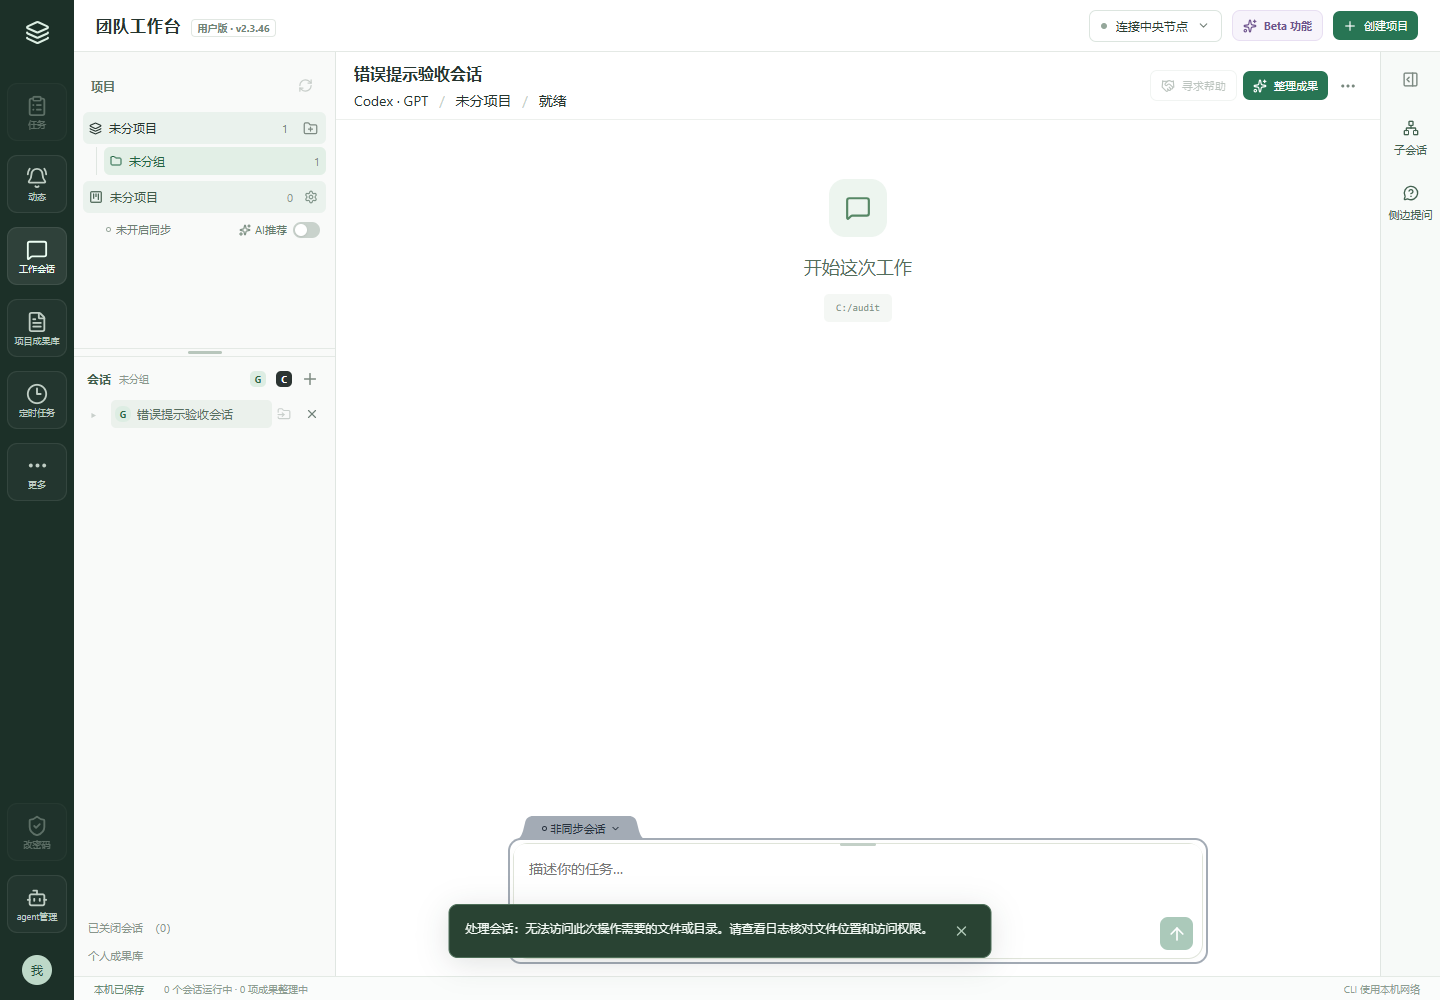 团队工作台
用户版 · v2.3.46
连接中央节点
Beta 功能
创建项目
任务
动态
工作会话
项目成果库
定时任务
更多
改密码
agent管理
我
项目
未分项目 1
未分组 1
未分项目 0
未开启同步 AI推荐
会话 未分组 G C
G 错误提示验收会话
已关闭会话 (0)
个人成果库
错误提示验收会话
Codex · GPT / 未分项目 / 就绪
寻求帮助
整理成果
开始这次工作
C:/audit
子会话
侧边提问
非同步会话
描述你的任务...
处理会话：无法访问此次操作需要的文件或目录。请查看日志核对文件位置和访问权限。
本机已保存 0 个会话运行中 · 0 项成果整理中
CLI 使用本机网络